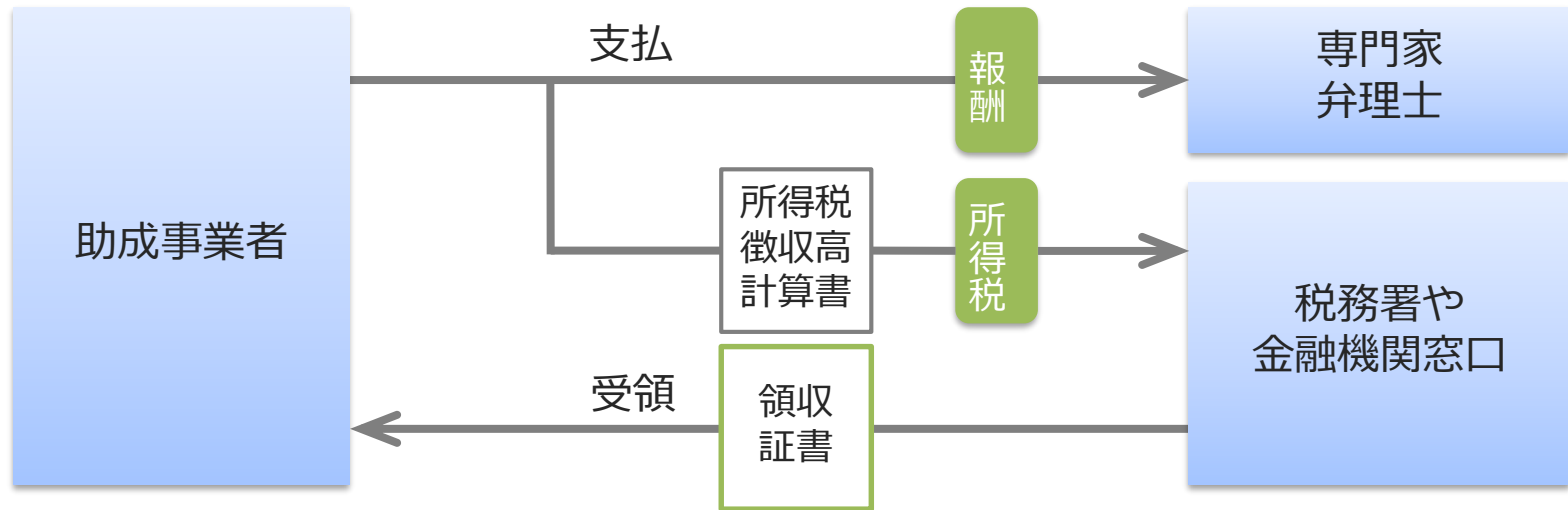 助成事業者
支払
報酬
専門家
弁理士
所得税
徴収高
計算書
所得税
税務署や
金融機関窓口
受領
領収
証書